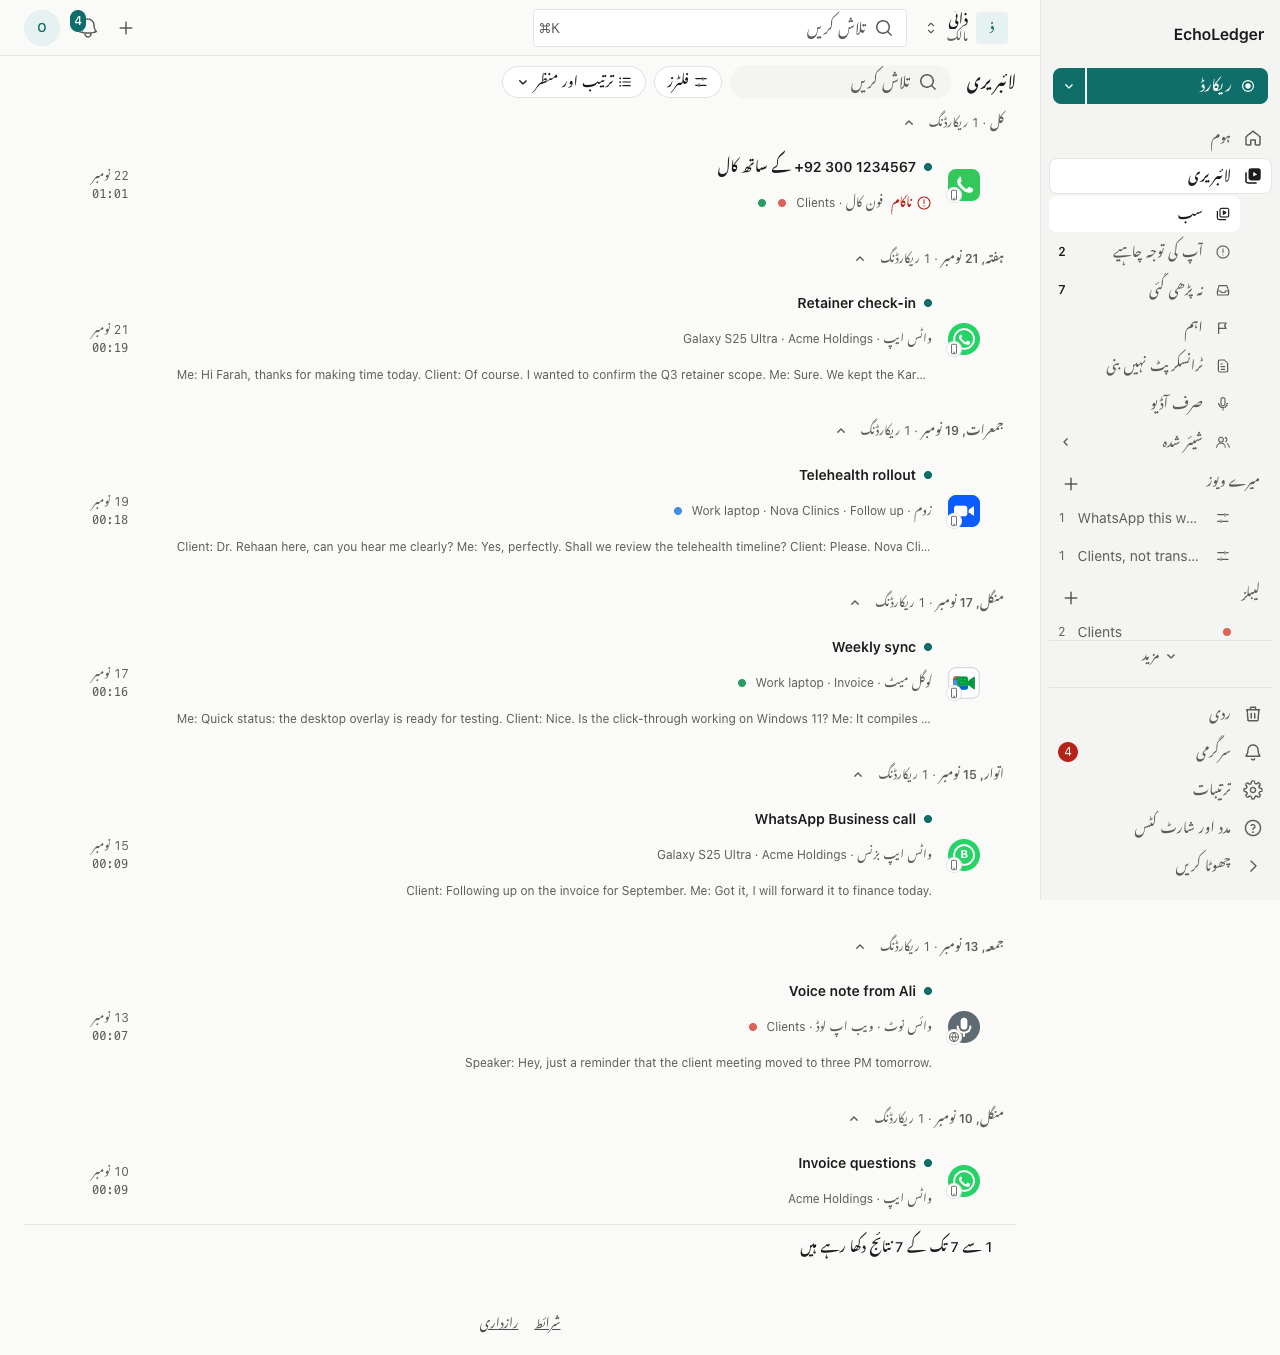 EchoLedger
ریکارڈ
ہوم
لائبریری
سب
آپ کی توجہ چاہیے 2
نہ پڑھی گئی 7
اہم
ٹرانسکرپٹ نہیں بنی
صرف آڈیو
شیئر شدہ
میرے ویوز
WhatsApp this w... 1
Clients, not trans... 1
لیبلز
Clients 2
مزید
ردی
سرگرمی 4
ترتیبات
مدد اور شارٹ کٹس
چھوٹا کریں
ذ
ذاتی
مالک
تلاش کریں ⌘K
4
O
لائبریری
تلاش کریں
فلٹرز
ترتیب اور منظر
کل · 1 ریکارڈنگ
+92 300 1234567 کے ساتھ کال
ناکام فون کال · Clients
22 نومبر
01:01
ہفتہ, 21 نومبر · 1 ریکارڈنگ
Retainer check-in
واٹس ایپ · Galaxy S25 Ultra · Acme Holdings
Me: Hi Farah, thanks for making time today. Client: Of course. I wanted to confirm the Q3 retainer scope. Me: Sure. We kept the Kar...
21 نومبر
00:19
جمعرات, 19 نومبر · 1 ریکارڈنگ
Telehealth rollout
زوم · Work laptop · Nova Clinics · Follow up
Client: Dr. Rehaan here, can you hear me clearly? Me: Yes, perfectly. Shall we review the telehealth timeline? Client: Please. Nova Cli...
19 نومبر
00:18
منگل, 17 نومبر · 1 ریکارڈنگ
Weekly sync
گوگل میٹ · Work laptop · Invoice
Me: Quick status: the desktop overlay is ready for testing. Client: Nice. Is the click-through working on Windows 11? Me: It compiles ...
17 نومبر
00:16
اتوار, 15 نومبر · 1 ریکارڈنگ
WhatsApp Business call
واٹس ایپ بزنس · Galaxy S25 Ultra · Acme Holdings
Client: Following up on the invoice for September. Me: Got it, I will forward it to finance today.
15 نومبر
00:09
جمعہ, 13 نومبر · 1 ریکارڈنگ
Voice note from Ali
وائس نوٹ · ویب اپ لوڈ · Clients
Speaker: Hey, just a reminder that the client meeting moved to three PM tomorrow.
13 نومبر
00:07
منگل, 10 نومبر · 1 ریکارڈنگ
Invoice questions
واٹس ایپ · Acme Holdings
10 نومبر
00:09
1 سے 7 تک کے 7 نتائج دکھا رہے ہیں
شرائط رازداری